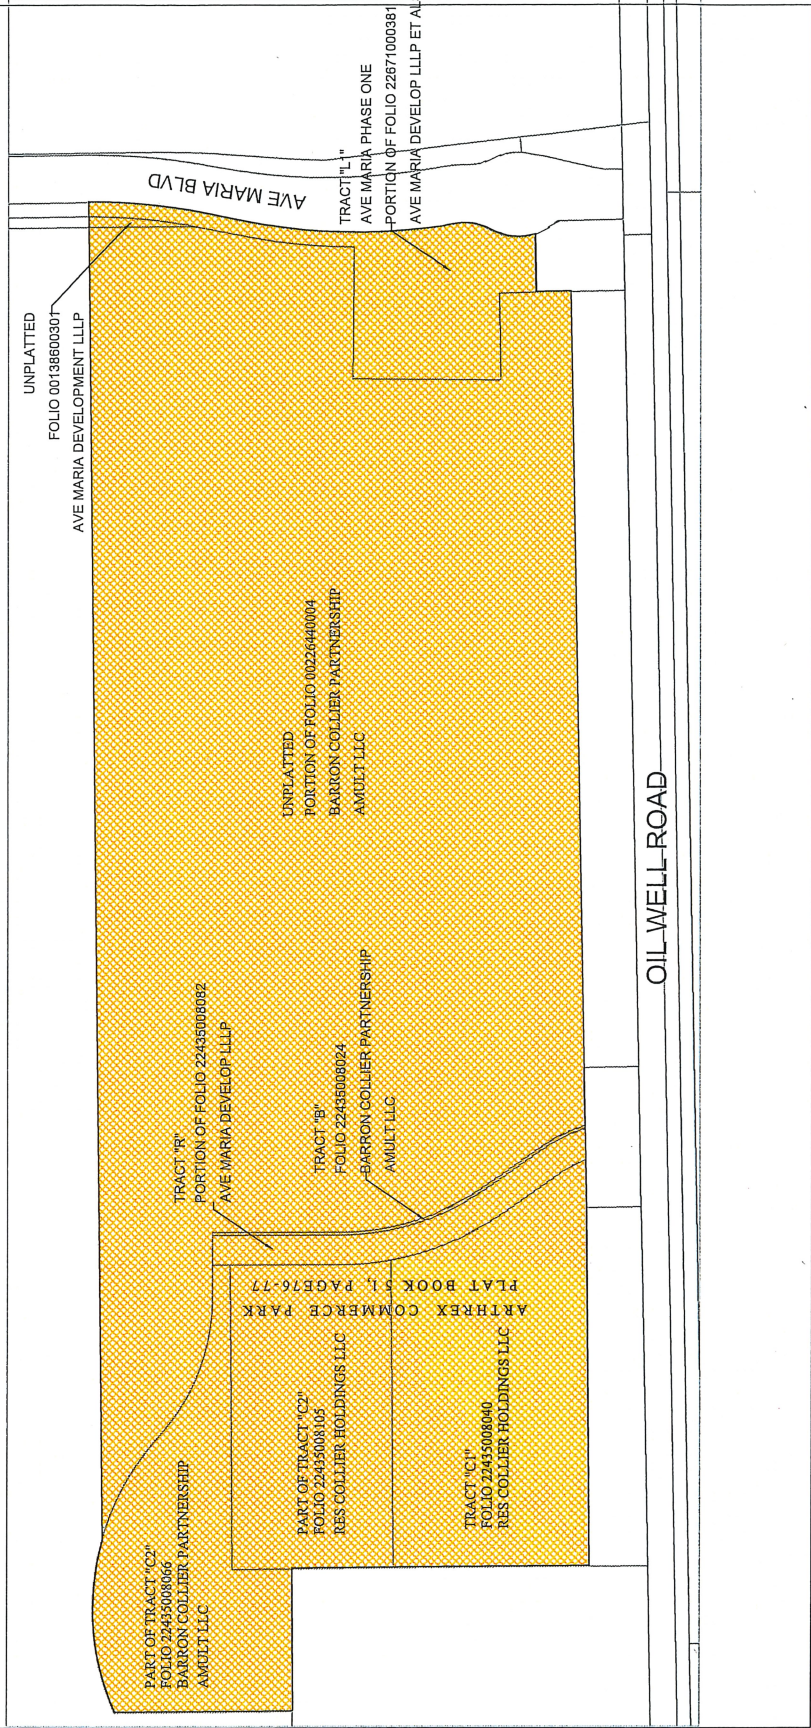 UNPLATTED
FOLIO 00138600301
AVE MARIA DEVELOPMENT LLLP
AVE MARIA BLVD
TRACT "L1"
AVE MARIA PHASE ONE
PORTION OF FOLIO 22671000381
AVE MARIA DEVELOP LLLP ET AL
UNPLATTED
PORTION OF FOLIO 00226440004
BARRON COLLIER PARTNERSHIP
AMULT LLC
TRACT "R"
PORTION OF FOLIO 22435008082
AVE MARIA DEVELOP LLLP
TRACT "B"
FOLIO 22435008024
BARRON COLLIER PARTNERSHIP
AMULT LLC
ARTHREX COMMERCE PARK
PLAT BOOK 51, PAGE76-77
PART OF TRACT "C2"
FOLIO 22435008066
BARRON COLLIER PARTNERSHIP
AMULT LLC
PART OF TRACT "C2"
FOLIO 22435008105
RES COLLIER HOLDINGS LLC
TRACT "C1"
FOLIO 22435008040
RES COLLIER HOLDINGS LLC
OIL WELL ROAD